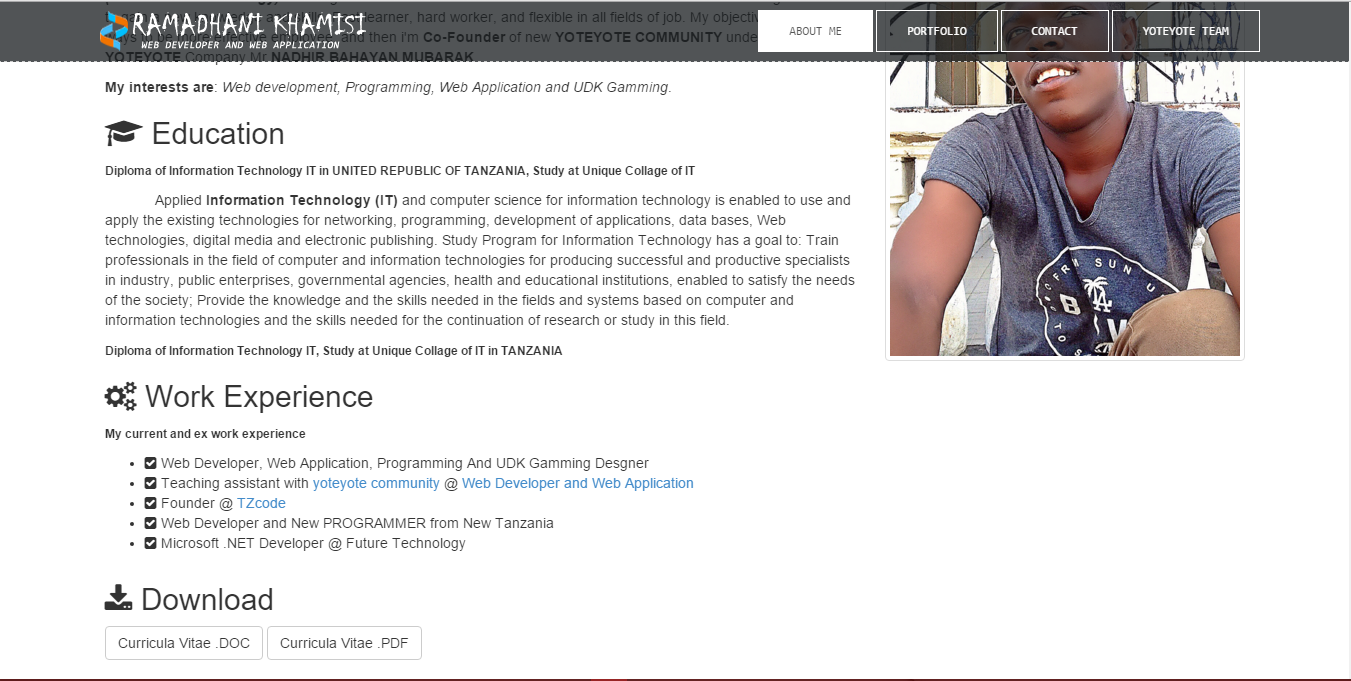 RAMADHANI KHAMISI
WEB DEVELOPER AND WEB APPLICATION
ABOUT ME
PORTFOLIO
CONTACT
YOTEYOTE TEAM
learner, hard worker, and flexible in all fields of job. My
and then i'm Co-Founder of new YOTEYOTE COMMUNITY
YOTEYOTE Company Mr NADHIR BAHAYAN MUBARAK
My interests are: Web development, Programming, Web Application and UDK Gamming.
Education
Diploma of Information Technology IT in UNITED REPUBLIC OF TANZANIA, Study at Unique Collage of IT
Applied Information Technology (IT) and computer science for information technology is enabled to use and
apply the existing technologies for networking, programming, development of applications, data bases, Web
technologies, digital media and electronic publishing. Study Program for Information Technology has a goal to: Train
professionals in the field of computer and information technologies for producing successful and productive specialists
in industry, public enterprises, governmental agencies, health and educational institutions, enabled to satisfy the needs
of the society; Provide the knowledge and the skills needed in the fields and systems based on computer and
information technologies and the skills needed for the continuation of research or study in this field.
Diploma of Information Technology IT, Study at Unique Collage of IT in TANZANIA
SUN
Work Experience
My current and ex work experience
Web Developer, Web Application, Programming And UDK Gamming Desgner
Teaching assistant with yoteyote community @ Web Developer and Web Application
Founder @ TZcode
Web Developer and New PROGRAMMER from New Tanzania
Microsoft .NET Developer @ Future Technology
Download
Curricula Vitae .DOC
Curricula Vitae .PDF